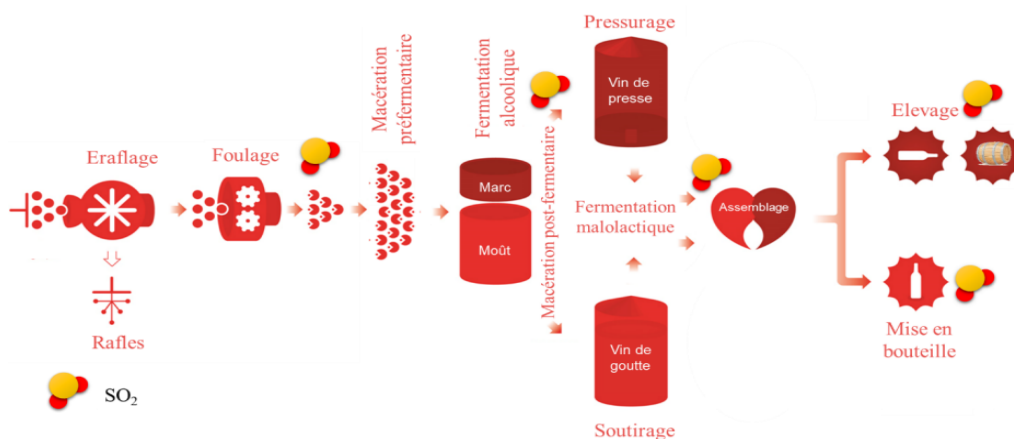 Eraflage
Rafles
SO2
Foulage
Macération
préfermentaire
Fermentation
alcoolique
Marc
Moût
Macération post-fermentaire
Pressurage
Vin de
presse
Fermentation
malolactique
Vin de
goutte
Soutirage
Assemblage
Elevage
Mise en
bouteille